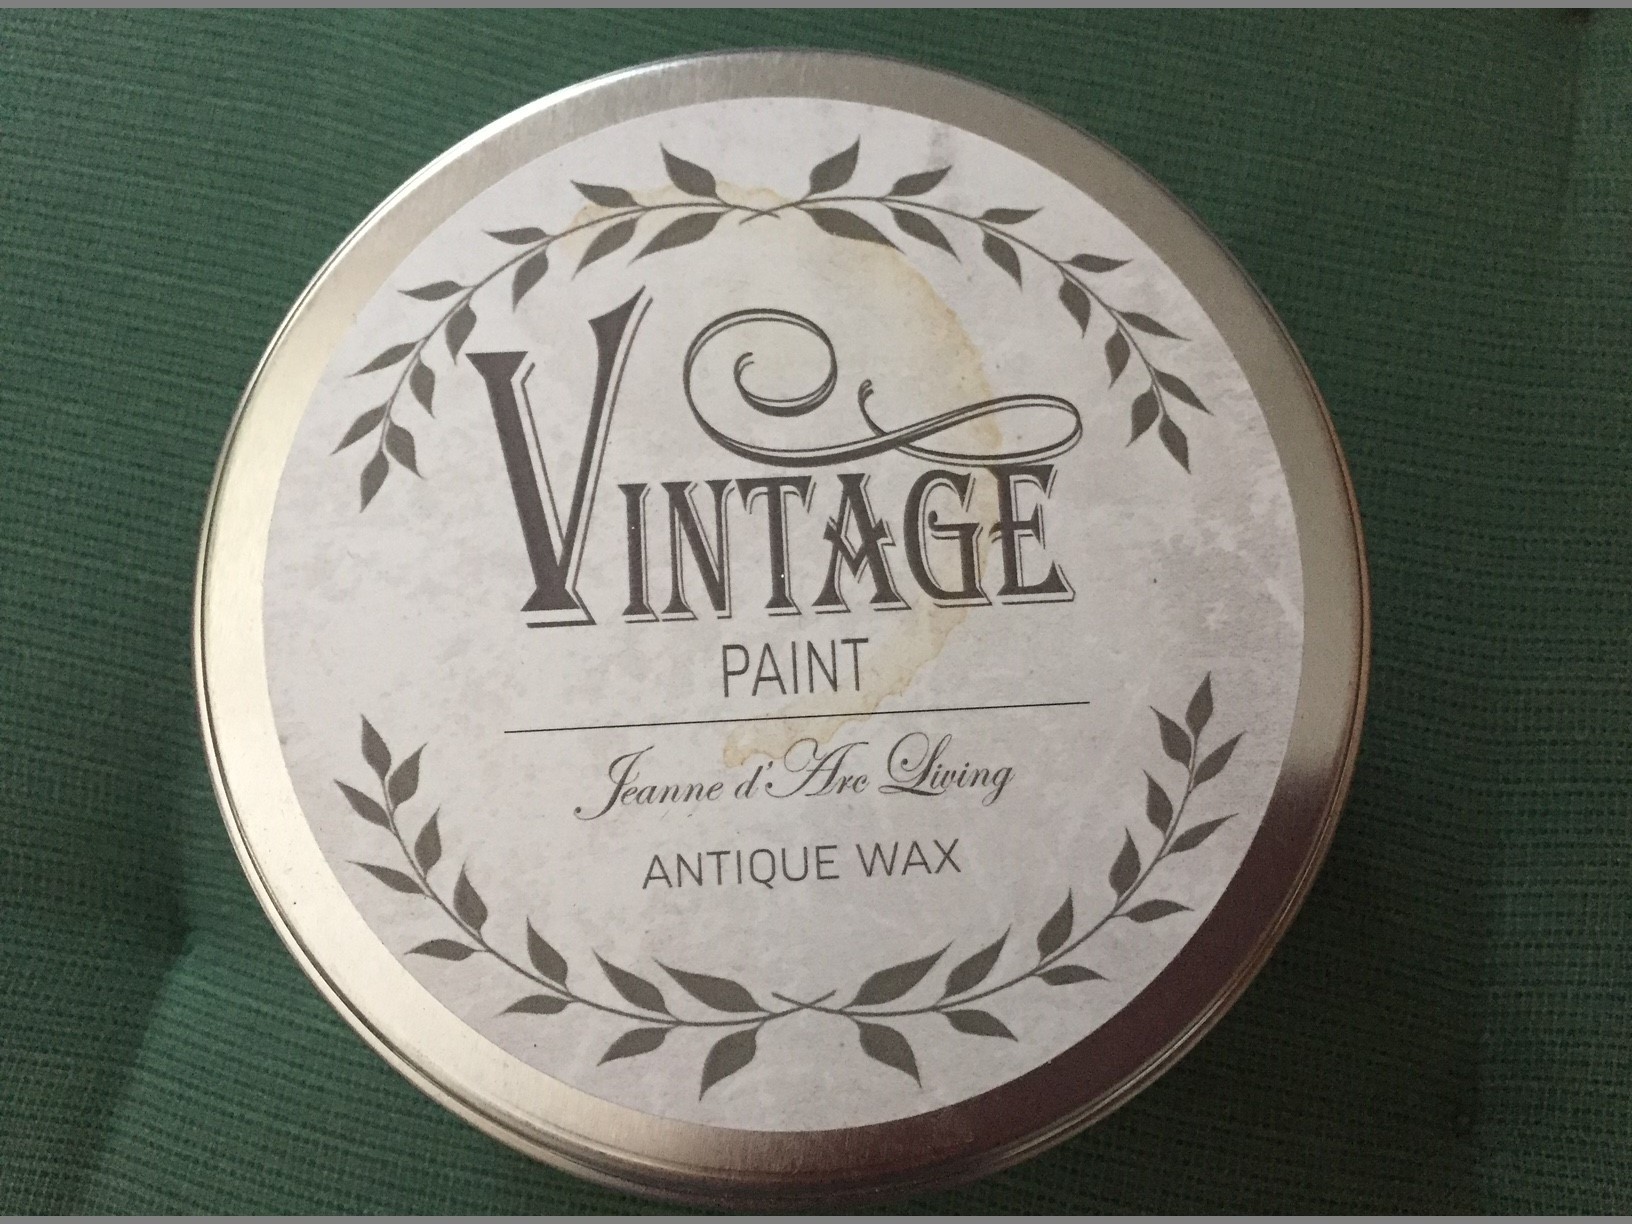 VINTAGE
PAINT
Jeanne d'Arc Living
ANTIQUE WAX